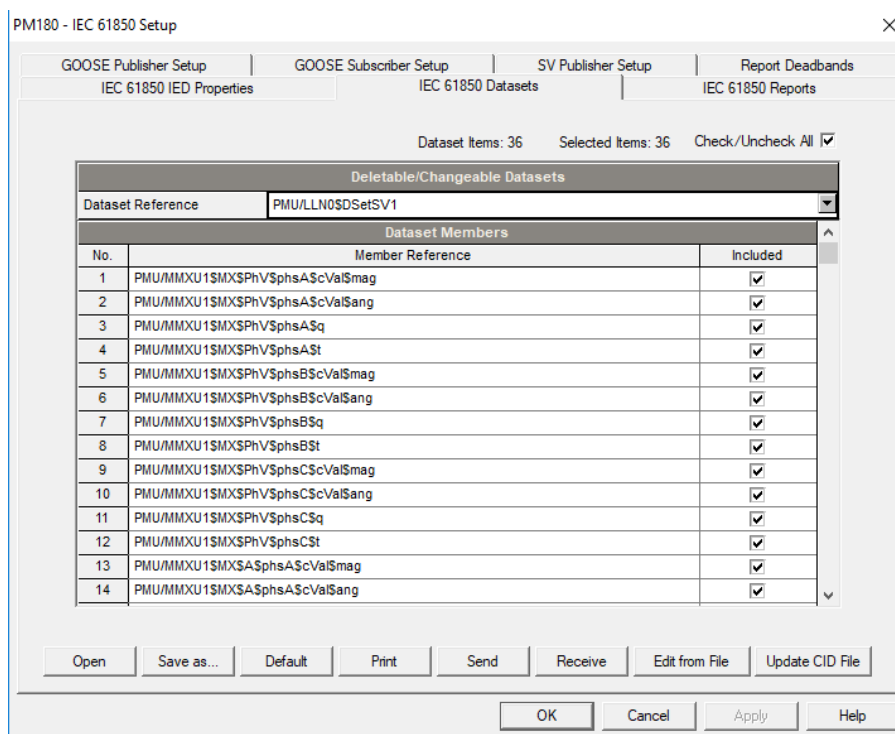 PM180 - IEC 61850 Setup
GOOSE Publisher Setup GOOSE Subscriber Setup SV Publisher Setup Report Deadbands
IEC 61850 IED Properties IEC 61850 Datasets IEC 61850 Reports
Dataset Items: 36 Selected Items: 36 Check/Uncheck All
Deletable/Changeable Datasets
Dataset Reference PMU/LLN0$DSetSV1
Dataset Members
No. Member Reference Included
1 PMU/MMXU1$MX$PhV$phsA$cVal$mag
2 PMU/MMXU1$MX$PhV$phsA$cVal$ang
3 PMU/MMXU1$MX$PhV$phsA$q
4 PMU/MMXU1$MX$PhV$phsA$t
5 PMU/MMXU1$MX$PhV$phsB$cVal$mag
6 PMU/MMXU1$MX$PhV$phsB$cVal$ang
7 PMU/MMXU1$MX$PhV$phsB$q
8 PMU/MMXU1$MX$PhV$phsB$t
9 PMU/MMXU1$MX$PhV$phsC$cVal$mag
10 PMU/MMXU1$MX$PhV$phsC$cVal$ang
11 PMU/MMXU1$MX$PhV$phsC$q
12 PMU/MMXU1$MX$PhV$phsC$t
13 PMU/MMXU1$MX$A$phsA$cVal$mag
14 PMU/MMXU1$MX$A$phsA$cVal$ang
Open Save as... Default Print Send Receive Edit from File Update CID File
OK Cancel Apply Help